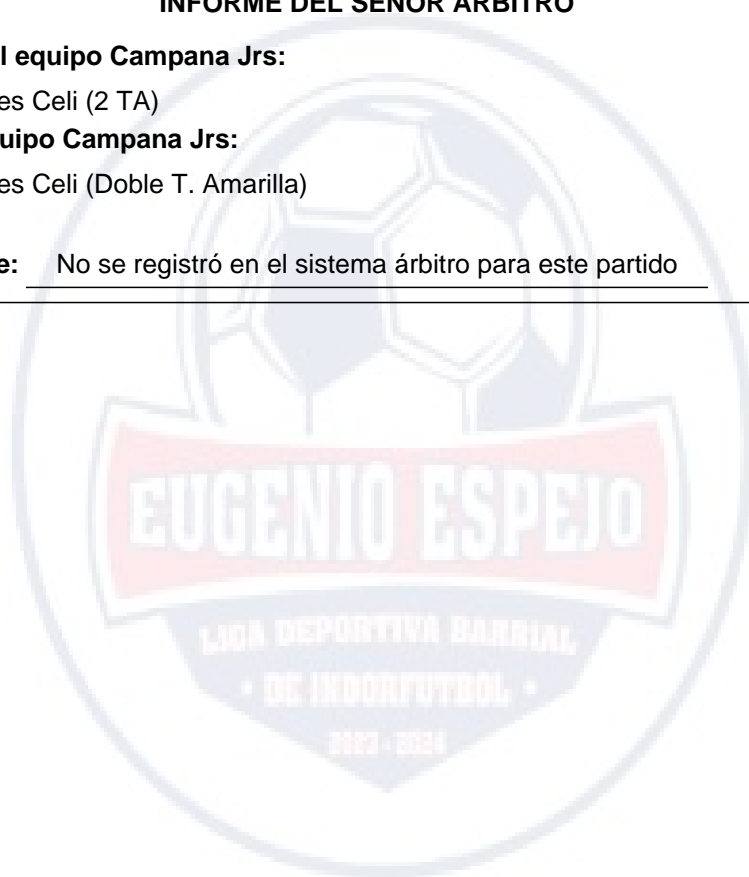 INFORME DEL SEÑOR ÁRBITRO
l equipo Campana Jrs:
es Celi (2 TA)
uipo Campana Jrs:
es Celi (Doble T. Amarilla)
e: No se registró en el sistema árbitro para este partido
EUGENIO ESPEJO
LIGA DEPORTIVA BARRIAL
• DE INDORFUTBOL •
2023 - 2024